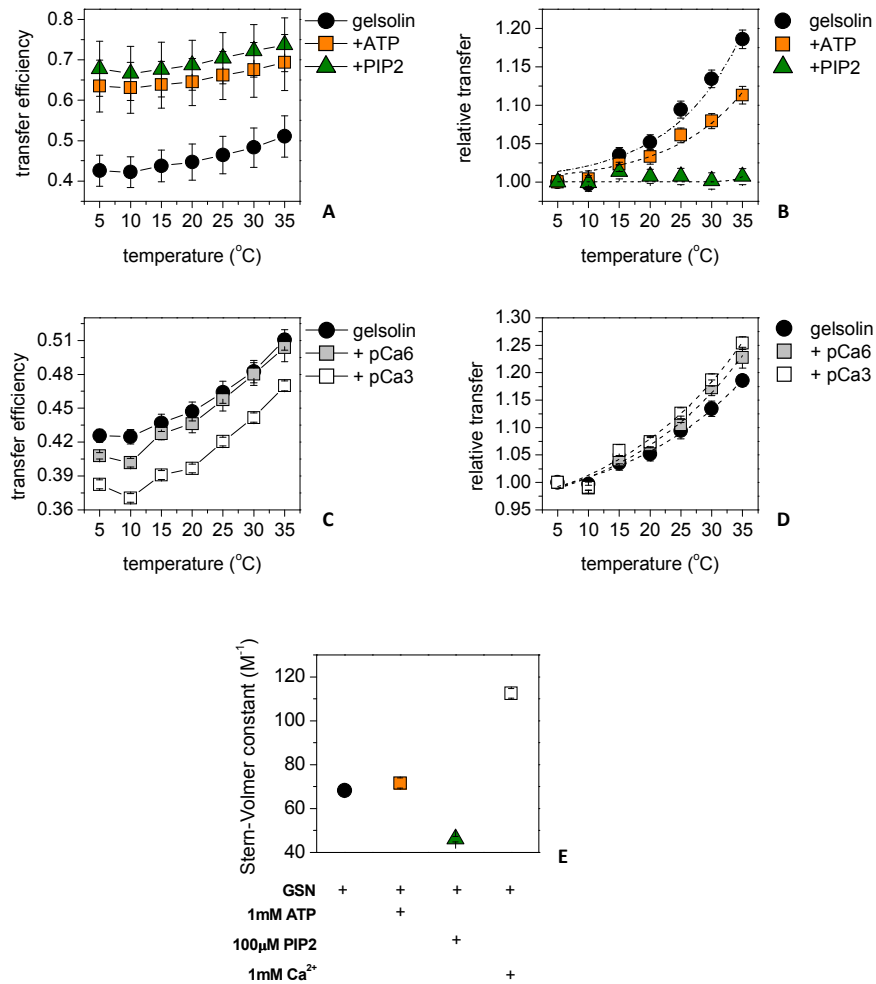 transfer efficiency
0.8
0.7
0.6
0.5
0.4
5 10 15 20 25 30 35
temperature (°C)
gelsolin
+ATP
+PIP2
A
relative transfer
1.20
1.15
1.10
1.05
1.00
5 10 15 20 25 30 35
temperature (°C)
gelsolin
+ATP
+PIP2
B
transfer efficiency
0.51
0.48
0.45
0.42
0.39
0.36
5 10 15 20 25 30 35
temperature (°C)
gelsolin
+ pCa6
+ pCa3
C
relative transfer
1.30
1.25
1.20
1.15
1.10
1.05
1.00
0.95
5 10 15 20 25 30 35
temperature (°C)
gelsolin
+ pCa6
+ pCa3
D
Stern-Volmer constant (M⁻¹)
120
100
80
60
40
E
GSN + + + +
1mM ATP +
100µM PIP2 +
1mM Ca²⁺ +